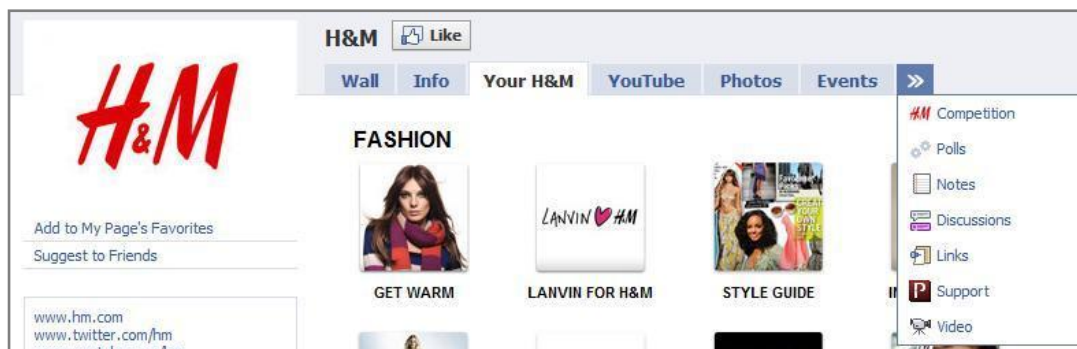 H&M
H&M Like
Wall Info Your H&M YouTube Photos Events »
Competition
Polls
Notes
Discussions
Links
Support
Video
FASHION
LANVIN H&M
GET WARM LANVIN FOR H&M STYLE GUIDE
Add to My Page's Favorites
Suggest to Friends
www.hm.com
www.twitter.com/hm